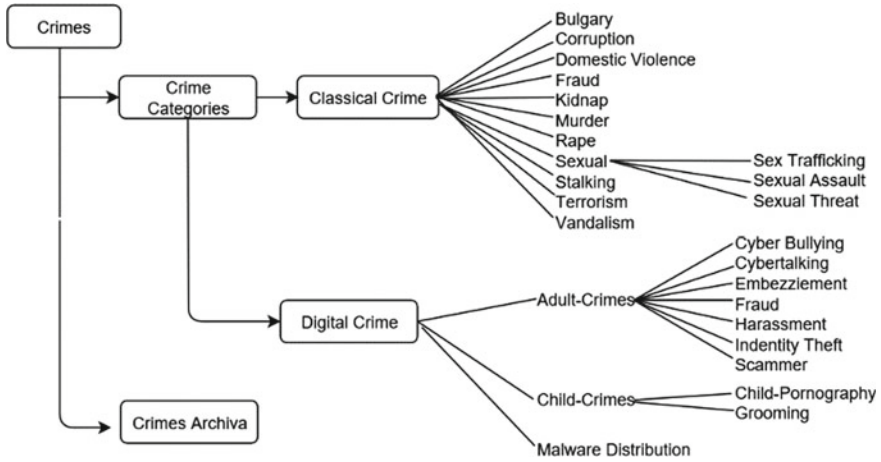 Crimes
Crime
Categories
Classical Crime
Bulgary
Corruption
Domestic Violence
Fraud
Kidnap
Murder
Rape
Sexual
Stalking
Terrorism
Vandalism
Sex Trafficking
Sexual Assault
Sexual Threat
Digital Crime
Adult-Crimes
Cyber Bullying
Cybertalking
Embezziement
Fraud
Harassment
Indentity Theft
Scammer
Child-Crimes
Child-Pornography
Grooming
Malware Distribution
Crimes Archiva